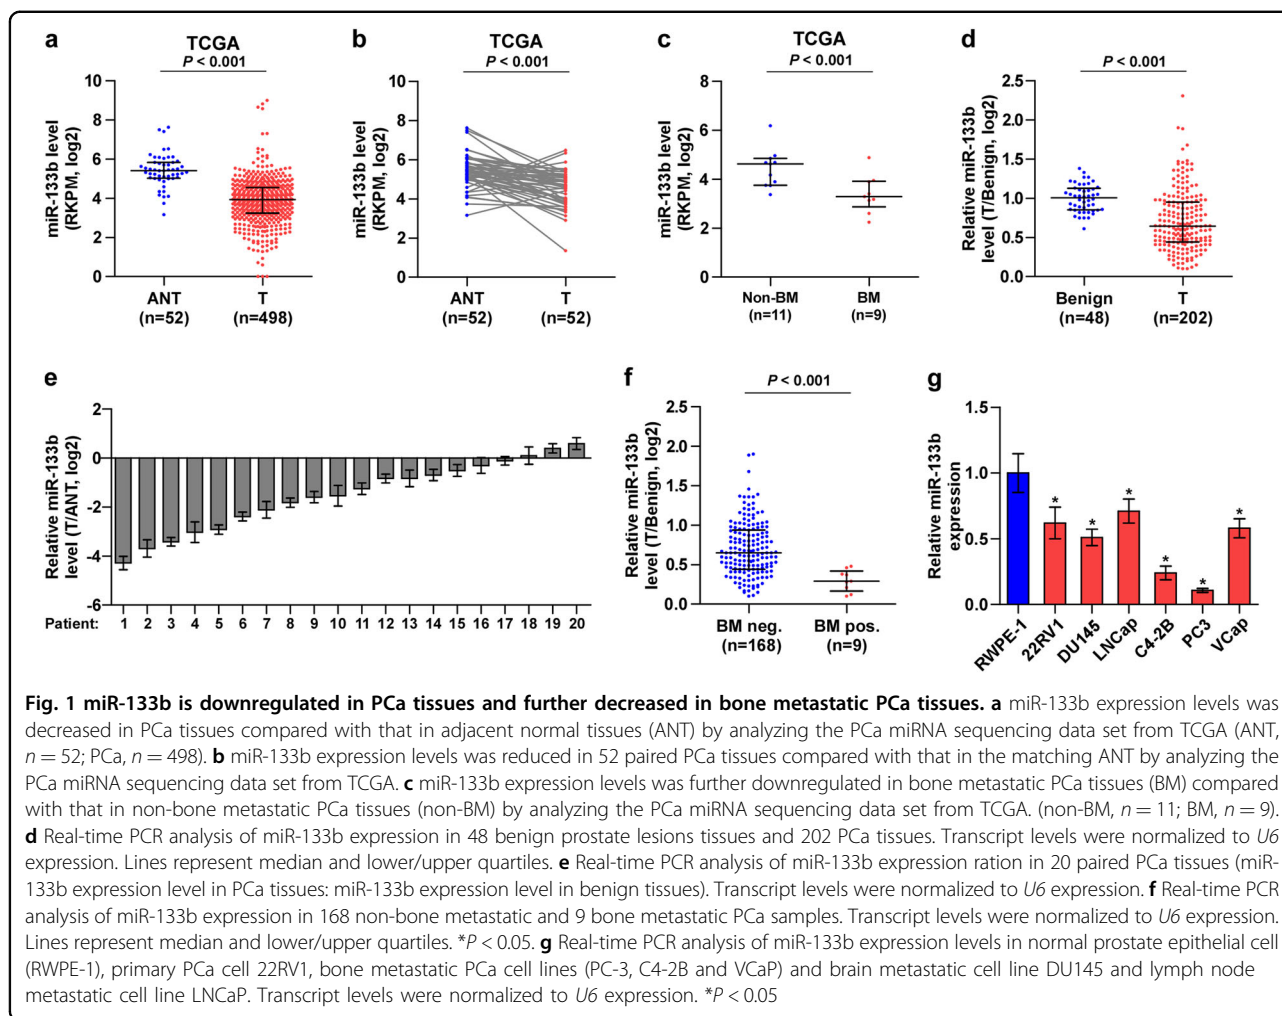 a
TCGA
P < 0.001
miR-133b level
(RKPM, log2)
10
8
6
4
2
0
ANT
(n=52)
T
(n=498)
b
TCGA
P < 0.001
miR-133b level
(RKPM, log2)
10
8
6
4
2
0
ANT
(n=52)
T
(n=52)
c
TCGA
P < 0.001
miR-133b level
(RKPM, log2)
8
6
4
2
0
Non-BM
(n=11)
BM
(n=9)
d
P < 0.001
Relative miR-133b
level (T/Benign, log2)
2.5
2.0
1.5
1.0
0.5
0.0
Benign
(n=48)
T
(n=202)
e
Relative miR-133b
level (T/ANT, log2)
2
0
-2
-4
-6
Patient: 1 2 3 4 5 6 7 8 9 10 11 12 13 14 15 16 17 18 19 20
f
P < 0.001
Relative miR-133b
level (T/Benign, log2)
2.5
2.0
1.5
1.0
0.5
0.0
BM neg.
(n=168)
BM pos.
(n=9)
g
Relative miR-133b
expression
1.5
1.0
0.5
0.0
* * * * * *
RWPE-1
22RV1
DU145
LNCap
C4-2B
PC3
VCap
Fig. 1 miR-133b is downregulated in PCa tissues and further decreased in bone metastatic PCa tissues. a miR-133b expression levels was
decreased in PCa tissues compared with that in adjacent normal tissues (ANT) by analyzing the PCa miRNA sequencing data set from TCGA (ANT,
n = 52; PCa, n = 498). b miR-133b expression levels was reduced in 52 paired PCa tissues compared with that in the matching ANT by analyzing the
PCa miRNA sequencing data set from TCGA. c miR-133b expression levels was further downregulated in bone metastatic PCa tissues (BM) compared
with that in non-bone metastatic PCa tissues (non-BM) by analyzing the PCa miRNA sequencing data set from TCGA. (non-BM, n = 11; BM, n = 9).
d Real-time PCR analysis of miR-133b expression in 48 benign prostate lesions tissues and 202 PCa tissues. Transcript levels were normalized to U6
expression. Lines represent median and lower/upper quartiles. e Real-time PCR analysis of miR-133b expression ration in 20 paired PCa tissues (miR-
133b expression level in PCa tissues: miR-133b expression level in benign tissues). Transcript levels were normalized to U6 expression. f Real-time PCR
analysis of miR-133b expression in 168 non-bone metastatic and 9 bone metastatic PCa samples. Transcript levels were normalized to U6 expression.
Lines represent median and lower/upper quartiles. *P < 0.05. g Real-time PCR analysis of miR-133b expression levels in normal prostate epithelial cell
(RWPE-1), primary PCa cell 22RV1, bone metastatic PCa cell lines (PC-3, C4-2B and VCaP) and brain metastatic cell line DU145 and lymph node
metastatic cell line LNCaP. Transcript levels were normalized to U6 expression. *P < 0.05